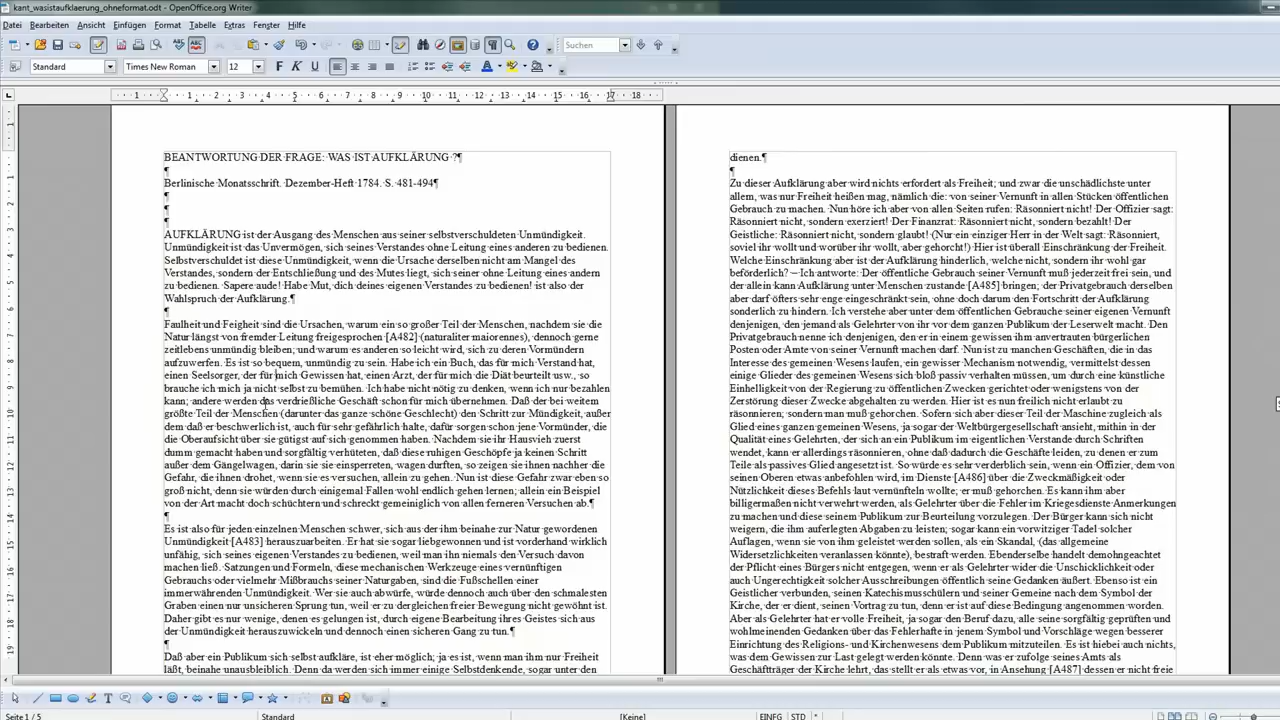 kant_wasistaufklaerung_ohneformat.odt - OpenOffice.org Writer
Datei Bearbeiten Ansicht Einfügen Format Tabelle Extras Fenster Hilfe
Suchen
Standard Times New Roman 12
1 1 2 3 4 5 6 7 8 9 10 11 12 13 14 15 16 17 18
BEANTWORTUNG DER FRAGE: WAS IST AUFKLÄRUNG ?¶
¶
Berlinische Monatsschrift. Dezember-Heft 1784. S. 481-494¶
¶
¶
¶
AUFKLÄRUNG ist der Ausgang des Menschen aus seiner selbstverschuldeten Unmündigkeit.
Unmündigkeit ist das Unvermögen, sich seines Verstandes ohne Leitung eines anderen zu bedienen.
Selbstverschuldet ist diese Unmündigkeit, wenn die Ursache derselben nicht am Mangel des
Verstandes, sondern der Entschließung und des Mutes liegt, sich seiner ohne Leitung eines andern
zu bedienen. Sapere aude! Habe Mut, dich deines eigenen Verstandes zu bedienen! ist also der
Wahlspruch der Aufklärung.¶
¶
Faulheit und Feigheit sind die Ursachen, warum ein so großer Teil der Menschen, nachdem sie die
Natur längst von fremder Leitung freigesprochen [A482] (naturaliter maiorennes), dennoch gerne
zeitlebens unmündig bleiben; und warum es anderen so leicht wird, sich zu deren Vormündern
aufzuwerfen. Es ist so bequem, unmündig zu sein. Habe ich ein Buch, das für mich Verstand hat,
einen Seelsorger, der für mich Gewissen hat, einen Arzt, der für mich die Diät beurteilt usw., so
brauche ich mich ja nicht selbst zu bemühen. Ich habe nicht nötig zu denken, wenn ich nur bezahlen
kann; andere werden das verdrießliche Geschäft schon für mich übernehmen. Daß der bei weitem
größte Teil der Menschen (darunter das ganze schöne Geschlecht) den Schritt zur Mündigkeit, außer
dem daß er beschwerlich ist, auch für sehr gefährlich halte, dafür sorgen schon jene Vormünder, die
die Oberaufsicht über sie gütigst auf sich genommen haben. Nachdem sie ihr Hausvieh zuerst
dumm gemacht haben und sorgfältig verhüteten, daß diese ruhigen Geschöpfe ja keinen Schritt
außer dem Gängelwagen, darin sie sie einsperreten, wagen durften, so zeigen sie ihnen nachher die
Gefahr, die ihnen drohet, wenn sie es versuchen, allein zu gehen. Nun ist diese Gefahr zwar eben so
groß nicht, denn sie würden durch einigemal Fallen wohl endlich gehen lernen; allein ein Beispiel
von der Art macht doch schüchtern und schreckt gemeiniglich von allen ferneren Versuchen ab.¶
¶
Es ist also für jeden einzelnen Menschen schwer, sich aus der ihm beinahe zur Natur gewordenen
Unmündigkeit [A483] herauszuarbeiten. Er hat sie sogar liebgewonnen und ist vorderhand wirklich
unfähig, sich seines eigenen Verstandes zu bedienen, weil man ihn niemals den Versuch davon
machen ließ. Satzungen und Formeln, diese mechanischen Werkzeuge eines vernünftigen
Gebrauchs oder vielmehr Mißbrauchs seiner Naturgaben, sind die Fußschellen einer
immerwährenden Unmündigkeit. Wer sie auch abwürfe, würde dennoch auch über den schmalesten
Graben einen nur unsicheren Sprung tun, weil er zu dergleichen freier Bewegung nicht gewöhnt ist.
Daher gibt es nur wenige, denen es gelungen ist, durch eigene Bearbeitung ihres Geistes sich aus
der Unmündigkeit herauszuwickeln und dennoch einen sicheren Gang zu tun.¶
¶
Daß aber ein Publikum sich selbst aufkläre, ist eher möglich; ja es ist, wenn man ihm nur Freiheit
läßt, beinahe unausbleiblich. Denn da werden sich immer einige Selbstdenkende, sogar unter den
dienen.¶
¶
Zu dieser Aufklärung aber wird nichts erfordert als Freiheit; und zwar die unschädlichste unter
allem, was nur Freiheit heißen mag, nämlich die: von seiner Vernunft in allen Stücken öffentlichen
Gebrauch zu machen. Nun höre ich aber von allen Seiten rufen: Räsonniert nicht! Der Offizier sagt:
Räsonniert nicht, sondern exerziert! Der Finanzrat: Räsonniert nicht, sondern bezahlt! Der
Geistliche: Räsonniert nicht, sondern glaubt! (Nur ein einziger Herr in der Welt sagt: Räsonniert,
soviel ihr wollt und worüber ihr wollt, aber gehorcht!) Hier ist überall Einschränkung der Freiheit.
Welche Einschränkung aber ist der Aufklärung hinderlich, welche nicht, sondern ihr wohl gar
beförderlich? – Ich antworte: Der öffentliche Gebrauch seiner Vernunft muß jederzeit frei sein, und
der allein kann Aufklärung unter Menschen zustande [A485] bringen; der Privatgebrauch derselben
aber darf öfters sehr enge eingeschränkt sein, ohne doch darum den Fortschritt der Aufklärung
sonderlich zu hindern. Ich verstehe aber unter dem öffentlichen Gebrauche seiner eigenen Vernunft
denjenigen, den jemand als Gelehrter von ihr vor dem ganzen Publikum der Leserwelt macht. Den
Privatgebrauch nenne ich denjenigen, den er in einem gewissen ihm anvertrauten bürgerlichen
Posten oder Amte von seiner Vernunft machen darf. Nun ist zu manchen Geschäften, die in das
Interesse des gemeinen Wesens laufen, ein gewisser Mechanism notwendig, vermittelst dessen
einige Glieder des gemeinen Wesens sich bloß passiv verhalten müssen, um durch eine künstliche
Einhelligkeit von der Regierung zu öffentlichen Zwecken gerichtet oder wenigstens von der
Zerstörung dieser Zwecke abgehalten zu werden. Hier ist es nun freilich nicht erlaubt zu
räsonnieren; sondern man muß gehorchen. Sofern sich aber dieser Teil der Maschine zugleich als
Glied eines ganzen gemeinen Wesens, ja sogar der Weltbürgergesellschaft ansieht, mithin in der
Qualität eines Gelehrten, der sich an ein Publikum im eigentlichen Verstande durch Schriften
wendet, kann er allerdings räsonnieren, ohne daß dadurch die Geschäfte leiden, zu denen er zum
Teile als passives Glied angesetzt ist. So würde es sehr verderblich sein, wenn ein Offizier, dem von
seinen Oberen etwas anbefohlen wird, im Dienste [A486] über die Zweckmäßigkeit oder
Nützlichkeit dieses Befehls laut vernünfteln wollte; er muß gehorchen. Es kann ihm aber
billigermaßen nicht verwehrt werden, als Gelehrter über die Fehler im Kriegesdienste Anmerkungen
zu machen und diese seinem Publikum zur Beurteilung vorzulegen. Der Bürger kann sich nicht
weigern, die ihm auferlegten Abgaben zu leisten; sogar kann ein vorwitziger Tadel solcher
Auflagen, wenn sie von ihm geleistet werden sollen, als ein Skandal, (das allgemeine
Widersetzlichkeiten veranlassen könnte), bestraft werden. Ebenderselbe handelt demohngeachtet
der Pflicht eines Bürgers nicht entgegen, wenn er als Gelehrter wider die Unschicklichkeit oder
auch Ungerechtigkeit solcher Ausschreibungen öffentlich seine Gedanken äußert. Ebenso ist ein
Geistlicher verbunden, seinen Katechismusschülern und seiner Gemeine nach dem Symbol der
Kirche, der er dient, seinen Vortrag zu tun, denn er ist auf diese Bedingung angenommen worden.
Aber als Gelehrter hat er volle Freiheit, ja sogar den Beruf dazu, alle seine sorgfältig geprüften und
wohlmeinenden Gedanken über das Fehlerhafte in jenem Symbol und Vorschläge wegen besserer
Einrichtung des Religions- und Kirchenwesens dem Publikum mitzuteilen. Es ist hiebei auch nichts,
was dem Gewissen zur Last gelegt werden könnte. Denn was er zufolge seines Amts als
Geschäftträger der Kirche lehrt, das stellt er als etwas vor, in Ansehung [A487] dessen er nicht freie
Seite 1 / 5 Standard [Keine] EINFG STD *